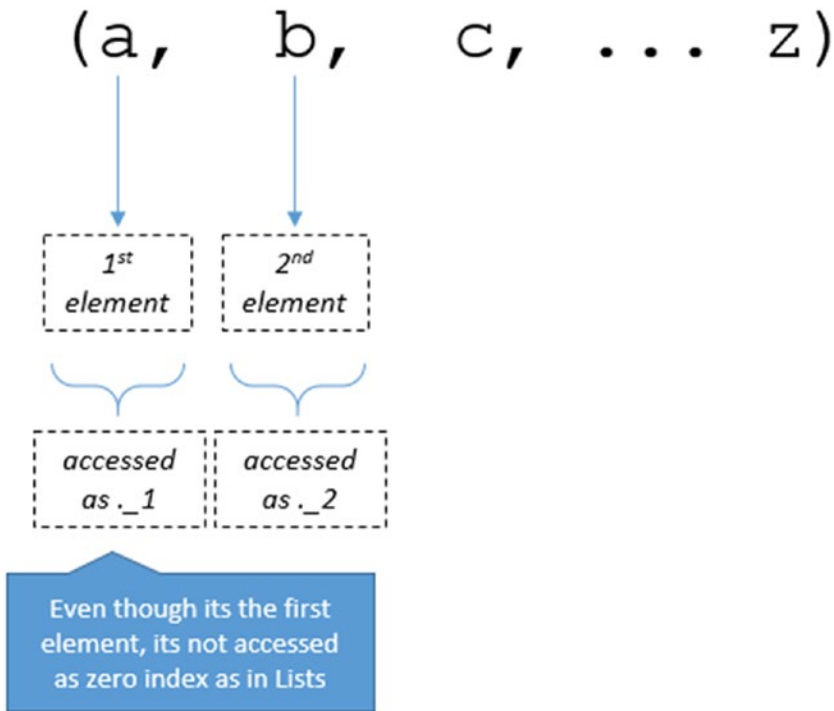 (a, b, c, ... z)
1st element
2nd element
accessed as ._1
accessed as ._2
Even though its the first
element, its not accessed
as zero index as in Lists